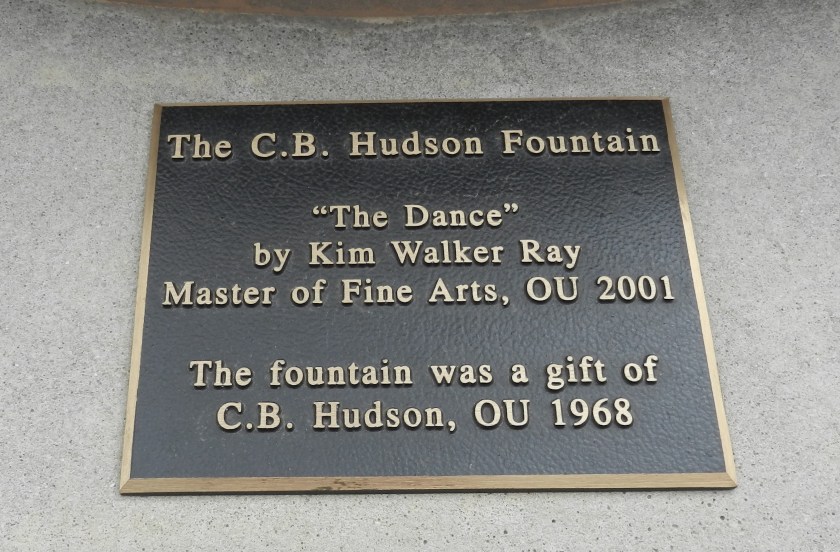 The C.B. Hudson Fountain
“The Dance”
by Kim Walker Ray
Master of Fine Arts, OU 2001
The fountain was a gift of
C.B. Hudson, OU 1968